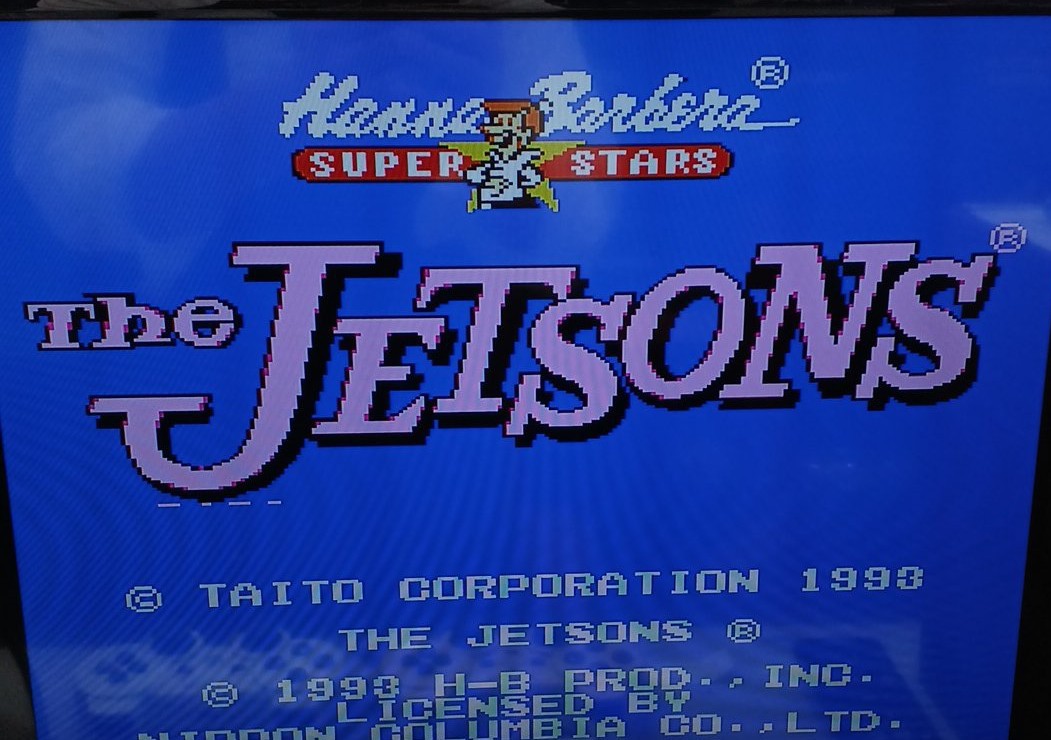 Hanna Barbera ®
SUPER STARS
The JETSONS ®
© TAITO CORPORATION 1993
THE JETSONS ®
© 1993 H-B PROD., INC.
LICENSED BY
NIPPON COLUMBIA CO.,LTD.